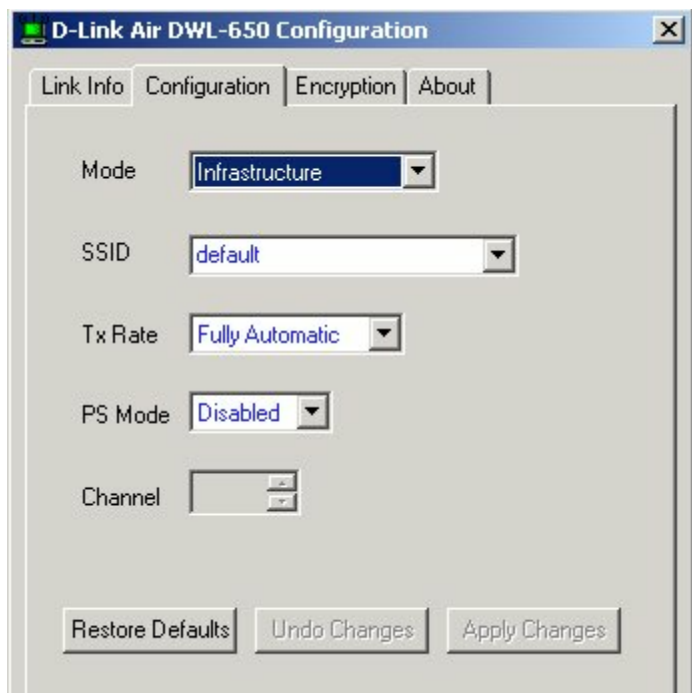 D-Link Air DWL-650 Configuration
Link Info Configuration Encryption About
Mode Infrastructure
SSID default
Tx Rate Fully Automatic
PS Mode Disabled
Channel
Restore Defaults Undo Changes Apply Changes